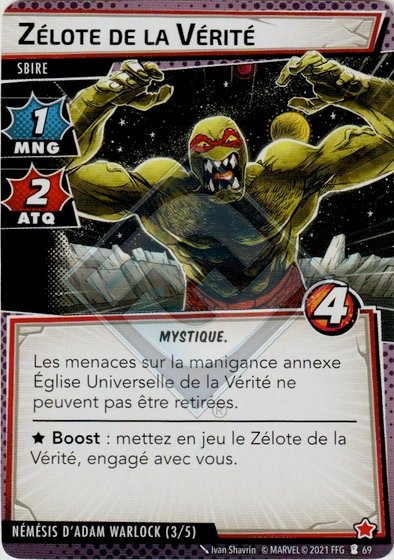 Zélote de la Vérité
SBIRE
1
MNG
2
ATQ
4
MYSTIQUE.
Les menaces sur la manigance annexe
Église Universelle de la Vérité ne
peuvent pas être retirées.
★ Boost : mettez en jeu le Zélote de la
Vérité, engagé avec vous.
NÉMÉSIS D'ADAM WARLOCK (3/5)
Ivan Shavrin © MARVEL © 2021 FFG 69
®